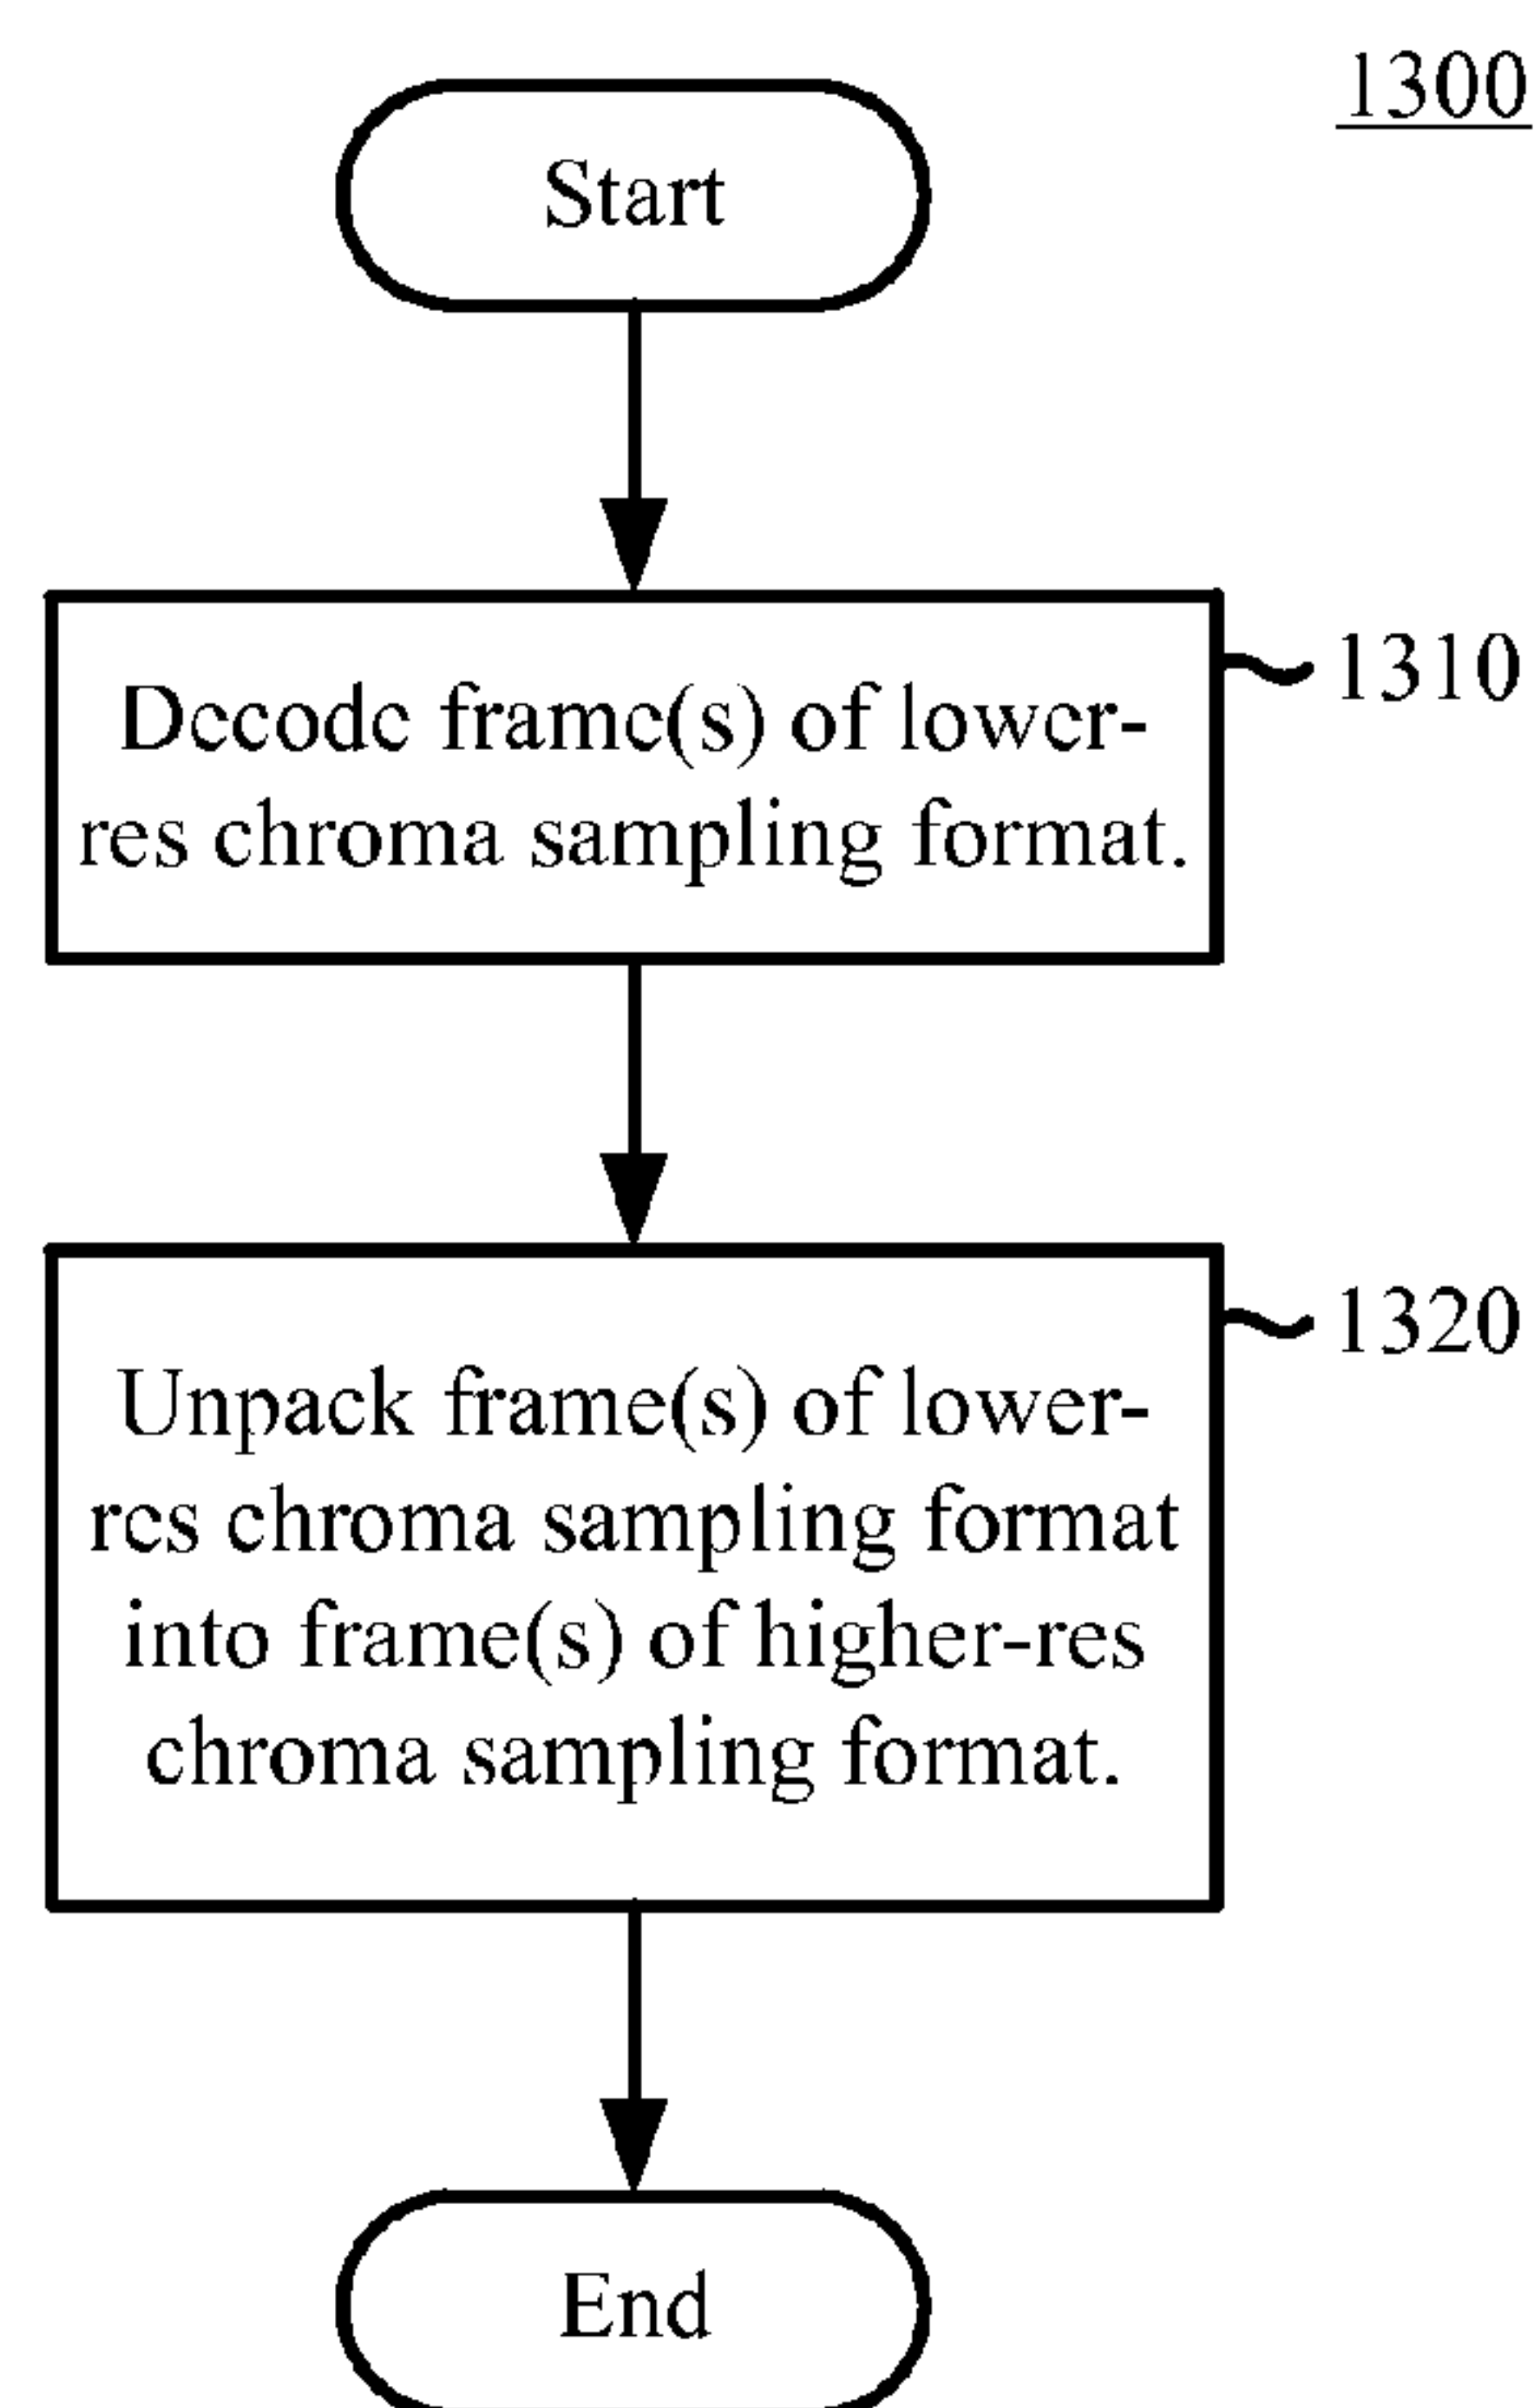 1300
Start
Decode frame(s) of lower-
res chroma sampling format.
1310
Unpack frame(s) of lower-
res chroma sampling format
into frame(s) of higher-res
chroma sampling format.
1320
End